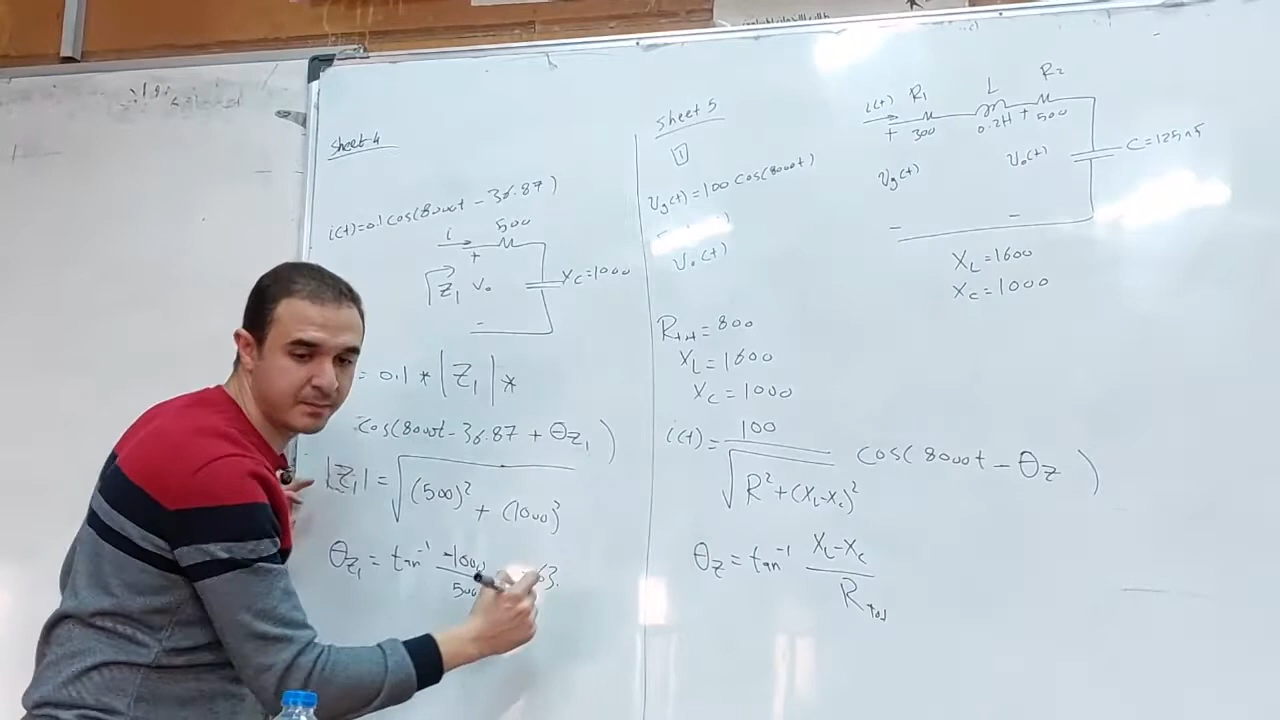 Sheet 4
i(t)=0.1 cos(8000t - 36.87)
i
500
+
Z₁
V₀
XC=1000
-
= 0.1 * |Z₁| *
cos(8000t - 36.87 + θZ₁)
|Z₁| = √(500)² + (1000)²
θZ₁ = tan⁻¹ -1000/500
63.
Sheet 5
1
Vg(t)=100 cos(8000t)
V₀(t)
Rtot=800
XL=1600
XC=1000
i(t)= 100/√R²+(XL-XC)² cos(8000t - θZ)
θZ = tan⁻¹ XL-XC/Rtot
i(t)
R₁
L
R₂
+
300
0.2H
+
500
Vg(t)
V₀(t)
C=125n5
-
-
XL=1600
XC=1000